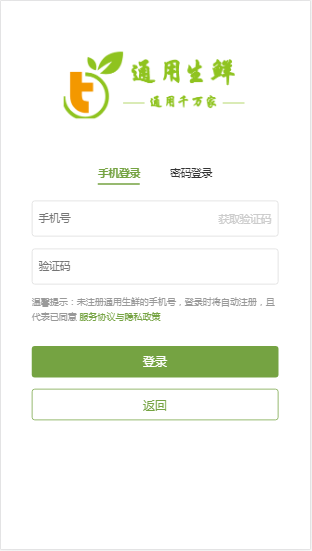 通用生鲜
通用千万家
手机登录 密码登录
手机号 获取验证码
验证码
温馨提示：未注册通用生鲜的手机号，登录时将自动注册，且
代表已同意 服务协议与隐私政策
登录
返回